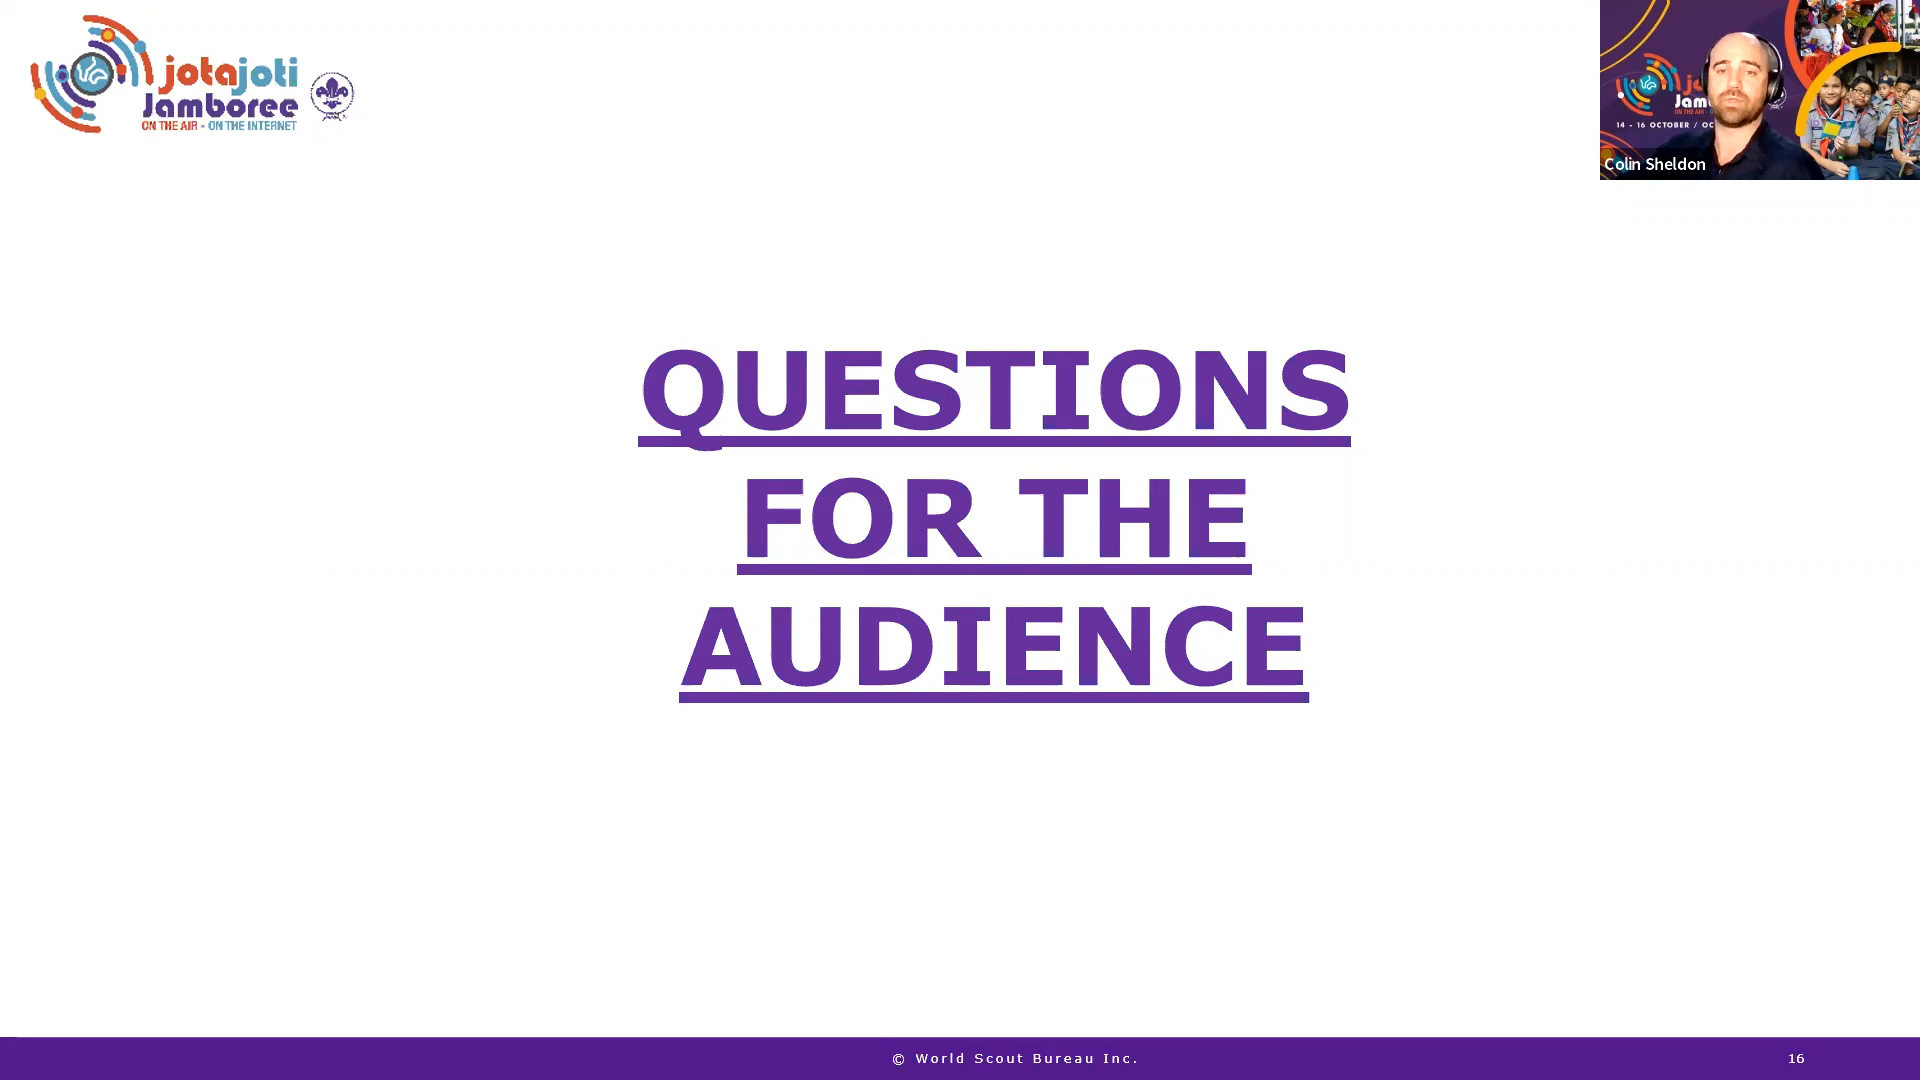 jotajoti
Jamboree
ON THE AIR - ON THE INTERNET
14 - 16 OCTOBER / OC
Colin Sheldon
QUESTIONS
FOR THE
AUDIENCE
© World Scout Bureau Inc.
16